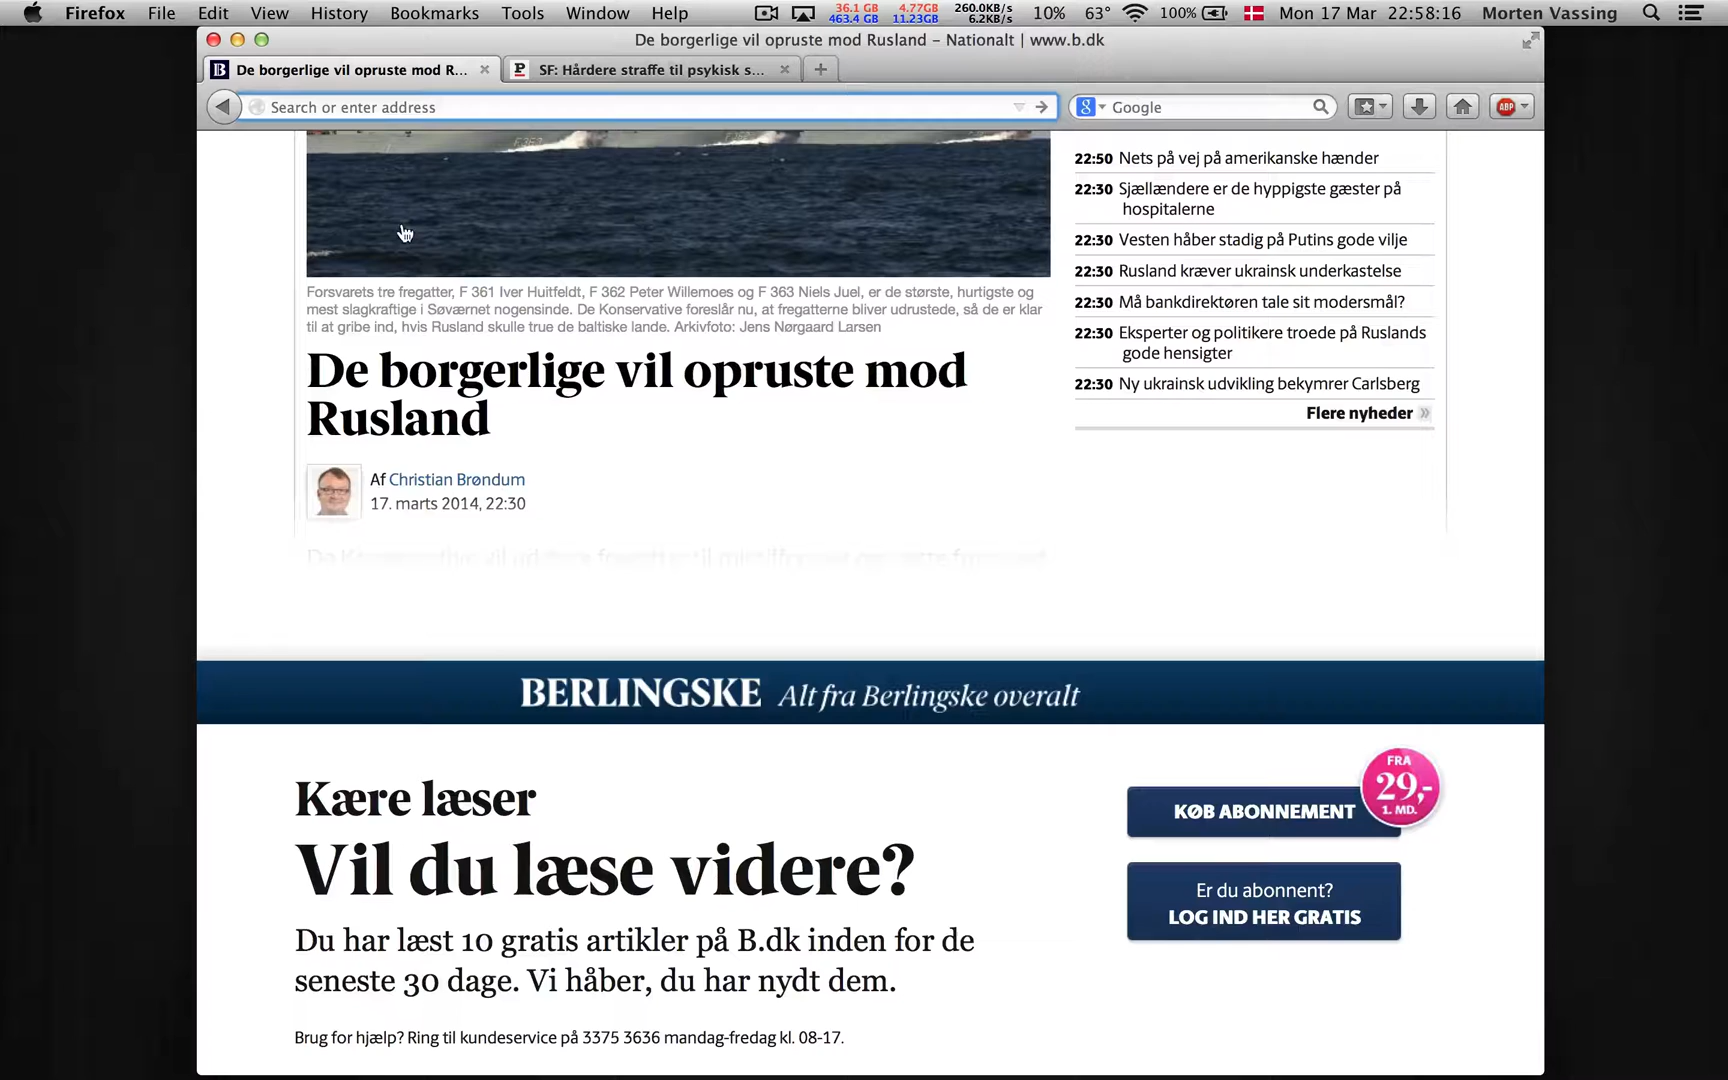 Firefox File Edit View History Bookmarks Tools Window Help 36.1 GB 463.4 GB 4.77GB 11.23GB 260.0KB/s 6.2KB/s 10% 63° 100% Mon 17 Mar 22:58:16 Morten Vassing
De borgerlige vil opruste mod Rusland – Nationalt | www.b.dk
B De borgerlige vil opruste mod R... P SF: Hårdere straffe til psykisk s...
Search or enter address 8 Google ABP
F 363
22:50 Nets på vej på amerikanske hænder
22:30 Sjællændere er de hyppigste gæster på
hospitalerne
22:30 Vesten håber stadig på Putins gode vilje
22:30 Rusland kræver ukrainsk underkastelse
22:30 Må bankdirektøren tale sit modersmål?
22:30 Eksperter og politikere troede på Ruslands
gode hensigter
22:30 Ny ukrainsk udvikling bekymrer Carlsberg
Flere nyheder »
Forsvarets tre fregatter, F 361 Iver Huitfeldt, F 362 Peter Willemoes og F 363 Niels Juel, er de største, hurtigste og
mest slagkraftige i Søværnet nogensinde. De Konservative foreslår nu, at fregatterne bliver udrustede, så de er klar
til at gribe ind, hvis Rusland skulle true de baltiske lande. Arkivfoto: Jens Nørgaard Larsen
De borgerlige vil opruste mod
Rusland
Af Christian Brøndum
17. marts 2014, 22:30
BERLINGSKE Alt fra Berlingske overalt
Kære læser
Vil du læse videre?
Du har læst 10 gratis artikler på B.dk inden for de
seneste 30 dage. Vi håber, du har nydt dem.
Brug for hjælp? Ring til kundeservice på 3375 3636 mandag-fredag kl. 08-17.
FRA
29,-
1. MD.
KØB ABONNEMENT
Er du abonnent?
LOG IND HER GRATIS